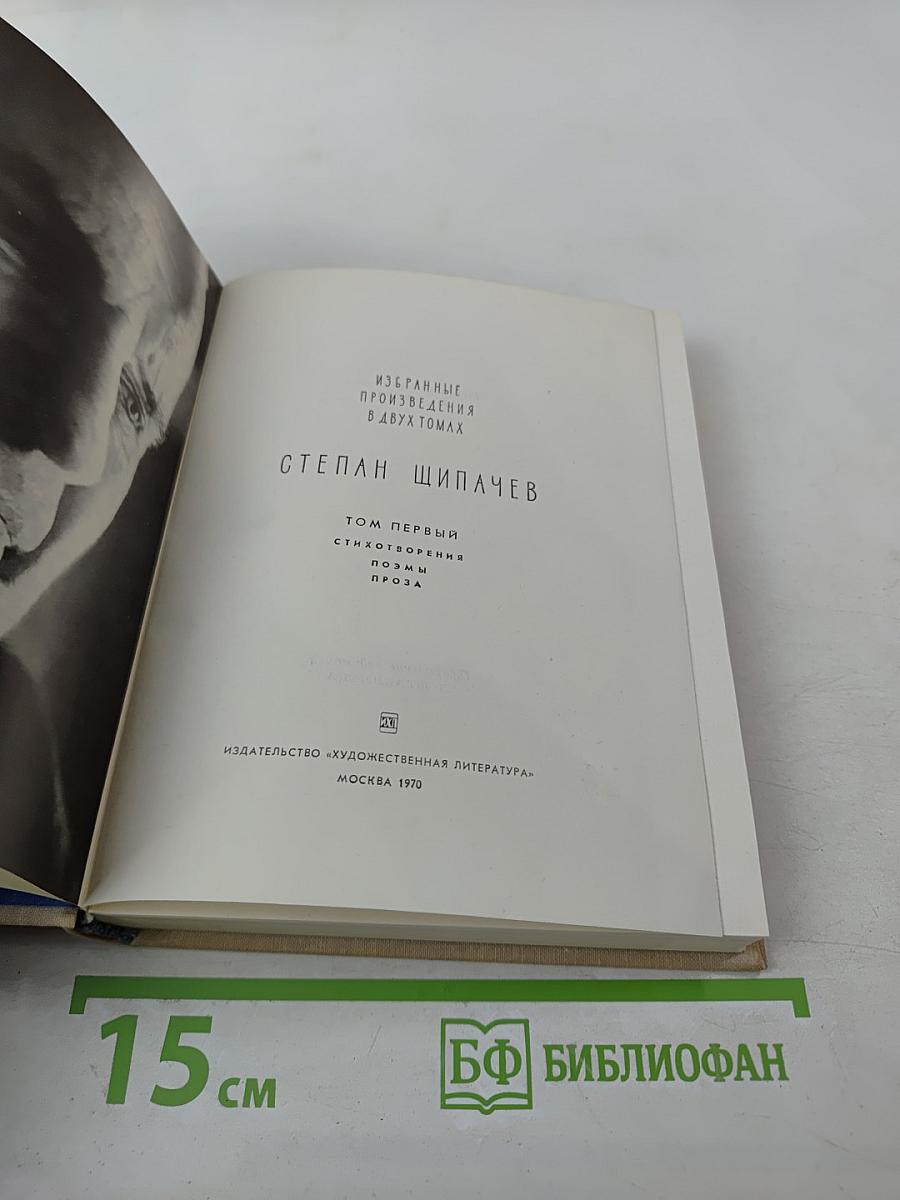 ИЗБРАННЫЕ
ПРОИЗВЕДЕНИЯ
В ДВУХ ТОМАХ
СТЕПАН ЩИПАЧЕВ
ТОМ ПЕРВЫЙ
СТИХОТВОРЕНИЯ
ПОЭМЫ
ПРОЗА
ИЗДАТЕЛЬСТВО «ХУДОЖЕСТВЕННАЯ ЛИТЕРАТУРА»
МОСКВА 1970
15 см
БФ БИБЛИОФАН